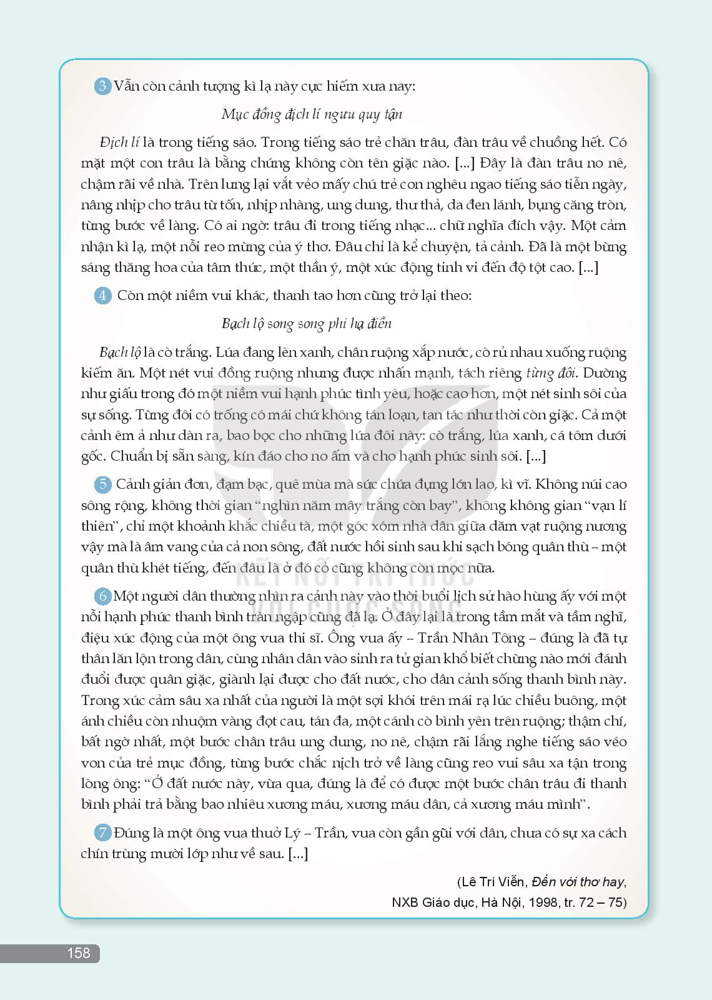 3 Vẫn còn cảnh tượng kì lạ này cực hiếm xưa nay:
Mục đồng địch lí ngưu quy tận
Địch lí là trong tiếng sáo. Trong tiếng sáo trẻ chăn trâu, đàn trâu về chuồng hết. Có
mặt một con trâu là bằng chứng không còn tên giặc nào. [...] Đây là đàn trâu no nê,
chậm rãi về nhà. Trên lưng lại vắt vẻo mấy chú trẻ con nghêu ngao tiếng sáo tiễn ngày,
nâng nhịp cho trâu từ tốn, nhịp nhàng, ung dung, thư thả, da đen lánh, bụng căng tròn,
từng bước về làng. Có ai ngờ: trâu đi trong tiếng nhạc... chữ nghĩa đích vậy. Một cảm
nhận kì lạ, một nỗi reo mừng của ý thơ. Đâu chỉ là kể chuyện, tả cảnh. Đã là một bừng
sáng thăng hoa của tâm thức, một thần ý, một xúc động tinh vi đến độ tột cao. [...]
4 Còn một niềm vui khác, thanh tao hơn cũng trở lại theo:
Bạch lộ song song phi hạ điền
Bạch lộ là cò trắng. Lúa đang lên xanh, chân ruộng xắp nước, cò rủ nhau xuống ruộng
kiếm ăn. Một nét vui đồng ruộng nhưng được nhấn mạnh, tách riêng từng đôi. Dường
như giấu trong đó một niềm vui hạnh phúc tình yêu, hoặc cao hơn, một nét sinh sôi của
sự sống. Từng đôi có trống có mái chứ không tán loạn, tan tác như thời còn giặc. Cả một
cảnh êm ả như dàn ra, bao bọc cho những lứa đôi này: cò trắng, lúa xanh, cá tôm dưới
gốc. Chuẩn bị sẵn sàng, kín đáo cho no ấm và cho hạnh phúc sinh sôi. [...]
5 Cảnh giản đơn, đạm bạc, quê mùa mà sức chứa đựng lớn lao, kì vĩ. Không núi cao
sông rộng, không thời gian “nghìn năm mây trắng còn bay”, không không gian “vạn lí
thiên”, chỉ một khoảnh khắc chiều tà, một góc xóm nhà dân giữa dăm vạt ruộng nương
vậy mà là âm vang của cả non sông, đất nước hồi sinh sau khi sạch bóng quân thù – một
quân thù khét tiếng, đến đâu là ở đó cỏ cũng không còn mọc nữa.
KẾT NỐI TRI THỨC
VỚI CUỘC SỐNG
6 Một người dân thường nhìn ra cảnh này vào thời buổi lịch sử hào hùng ấy với một
nỗi hạnh phúc thanh bình tràn ngập cũng đã lạ. Ở đây lại là trong tầm mắt và tầm nghĩ,
điệu xúc động của một ông vua thi sĩ. Ông vua ấy – Trần Nhân Tông – đúng là đã tự
thân lăn lộn trong dân, cùng nhân dân vào sinh ra tử gian khổ biết chừng nào mới đánh
đuổi được quân giặc, giành lại được cho đất nước, cho dân cảnh sống thanh bình này.
Trong xúc cảm sâu xa nhất của người là một sợi khói trên mái rạ lúc chiều buông, một
ánh chiều còn nhuộm vàng đọt cau, tán đa, một cánh cò bình yên trên ruộng; thậm chí,
bất ngờ nhất, một bước chân trâu ung dung, no nê, chậm rãi lắng nghe tiếng sáo véo
von của trẻ mục đồng, từng bước chắc nịch trở về làng cũng reo vui sâu xa tận trong
lòng ông: “Ở đất nước này, vừa qua, đúng là để có được một bước chân trâu đi thanh
bình phải trả bằng bao nhiêu xương máu, xương máu dân, cả xương máu mình”.
7 Đúng là một ông vua thuở Lý – Trần, vua còn gần gũi với dân, chưa có sự xa cách
chín trùng mười lớp như về sau. [...]
(Lê Trí Viễn, Đến với thơ hay,
NXB Giáo dục, Hà Nội, 1998, tr. 72 – 75)
158